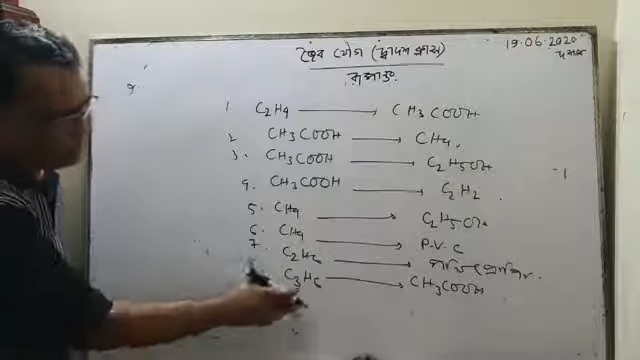 জৈব যৌগ (দ্বাদশ ক্লাস)
19.06.2020
রূপান্তর
1. C2H4 → CH3COOH
2. CH3COOH → CH4
3. CH3COOH → C2H5OH
4. CH3COOH → C2H2
5. CH4 → C2H5OH
6. CH4 → P.V.C
7. C2H6 →
C3H6 → CH3COOH